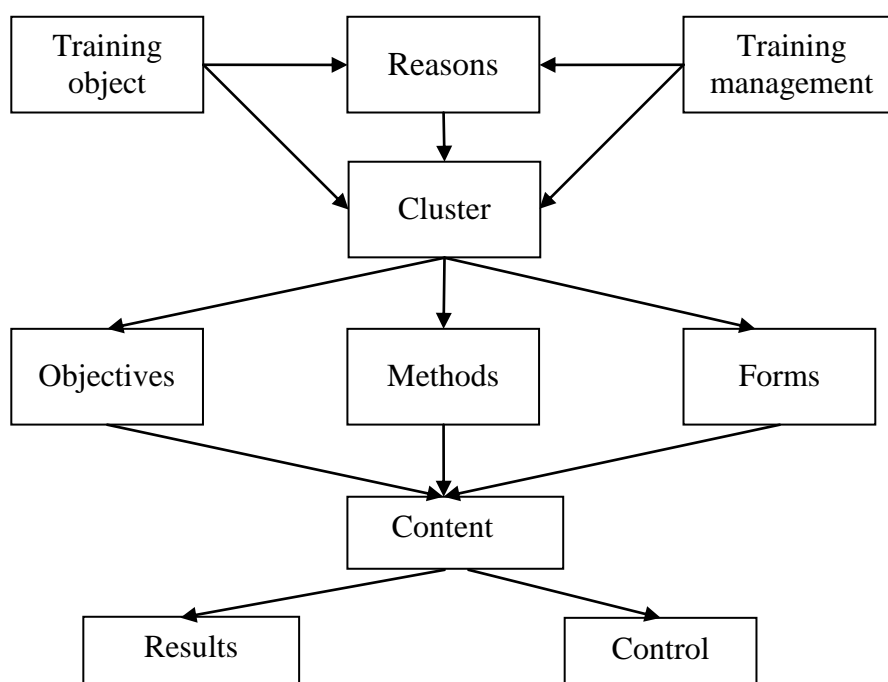 Training
object
Reasons
Training
management
Cluster
Objectives
Methods
Forms
Content
Results
Control